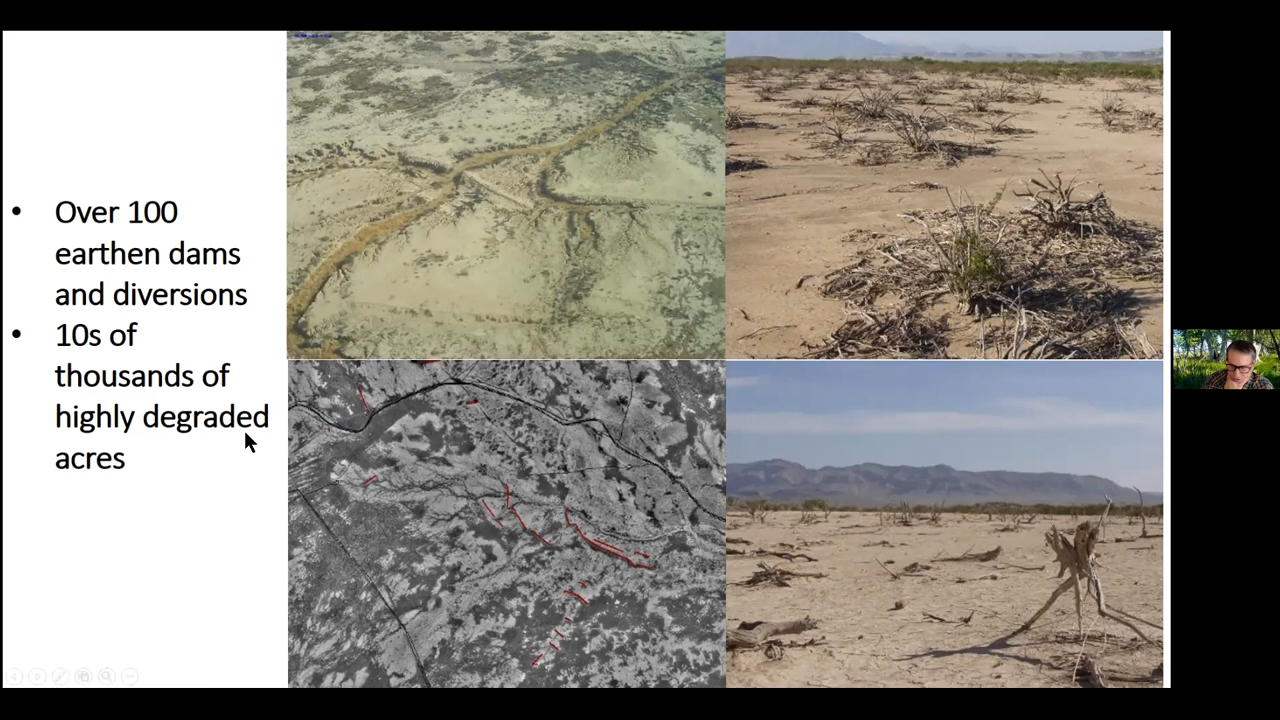 • Over 100
earthen dams
and diversions
• 10s of
thousands of
highly degraded
acres